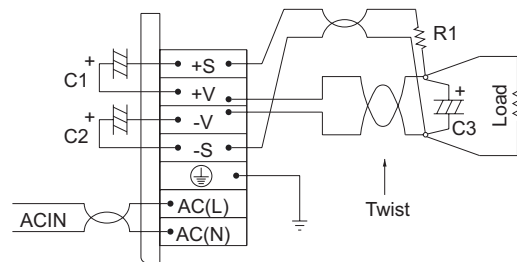 R1
+
C1
+S
+V
+
C2
-V
-S
+
C3
Load
AC(L)
ACIN
AC(N)
Twist